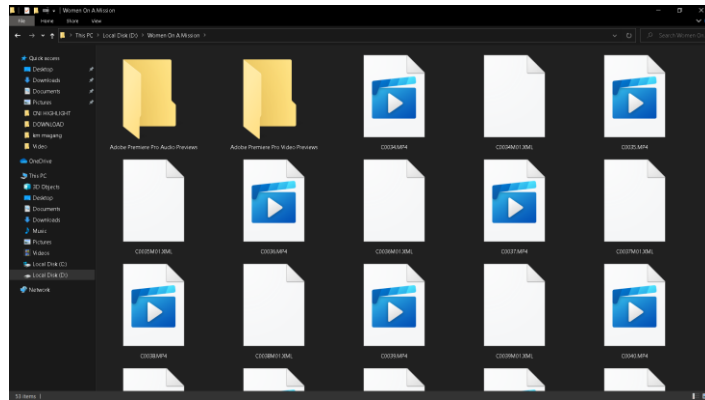 Women On A Mission
File Home Share View
This PC > Local Disk (D:) > Women On A Mission >
Search Women On
Quick access
Desktop
Downloads
Documents
Pictures
ONI HIGHLIGHT
DOWNLOAD
km magang
Video
OneDrive
This PC
3D Objects
Desktop
Documents
Downloads
Music
Pictures
Videos
Local Disk (C:)
Local Disk (D:)
Network
Adobe Premiere Pro Audio Previews
Adobe Premiere Pro Video Previews
C0034.MP4
C0034M01.XML
C0035.MP4
C0035M01.XML
C0036.MP4
C0036M01.XML
C0037.MP4
C0037M01.XML
C0038.MP4
C0038M01.XML
C0039.MP4
C0039M01.XML
C0040.MP4
53 items